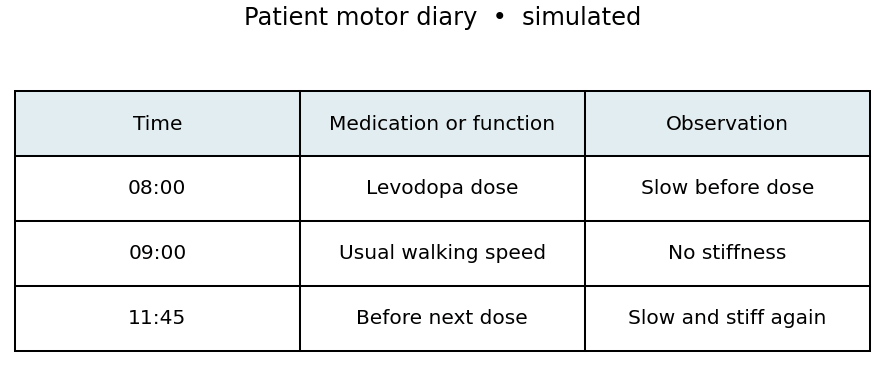 Patient motor diary • simulated
Time Medication or function Observation
08:00 Levodopa dose Slow before dose
09:00 Usual walking speed No stiffness
11:45 Before next dose Slow and stiff again